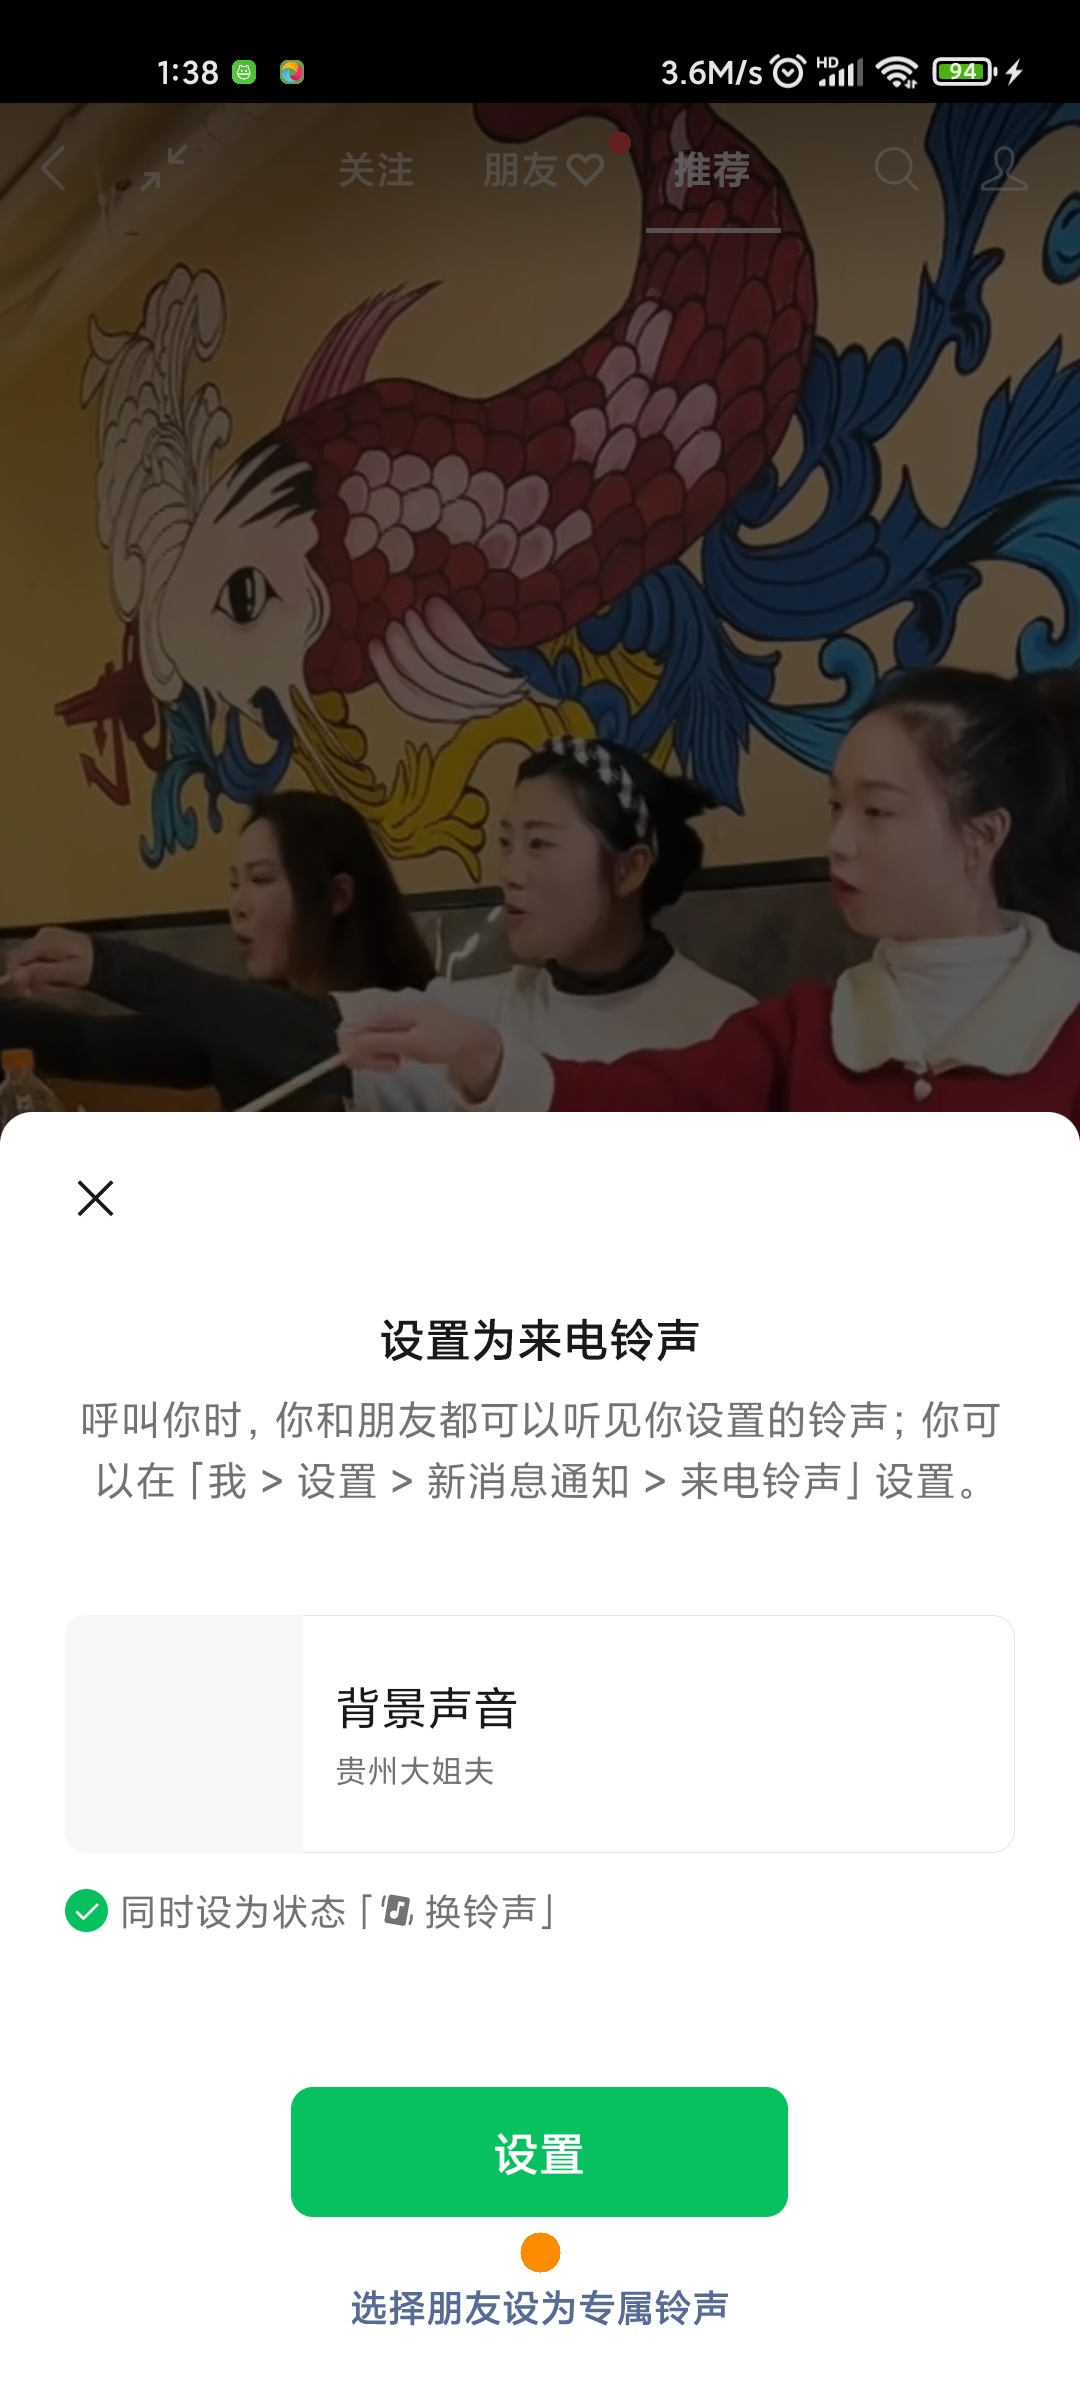 1:38
3.6M/s HD 94
关注 朋友 推荐
设置为来电铃声
呼叫你时, 你和朋友都可以听见你设置的铃声; 你可
以在「我 > 设置 > 新消息通知 > 来电铃声」设置。
背景声音
贵州大姐夫
同时设为状态「换铃声」
设置
选择朋友设为专属铃声